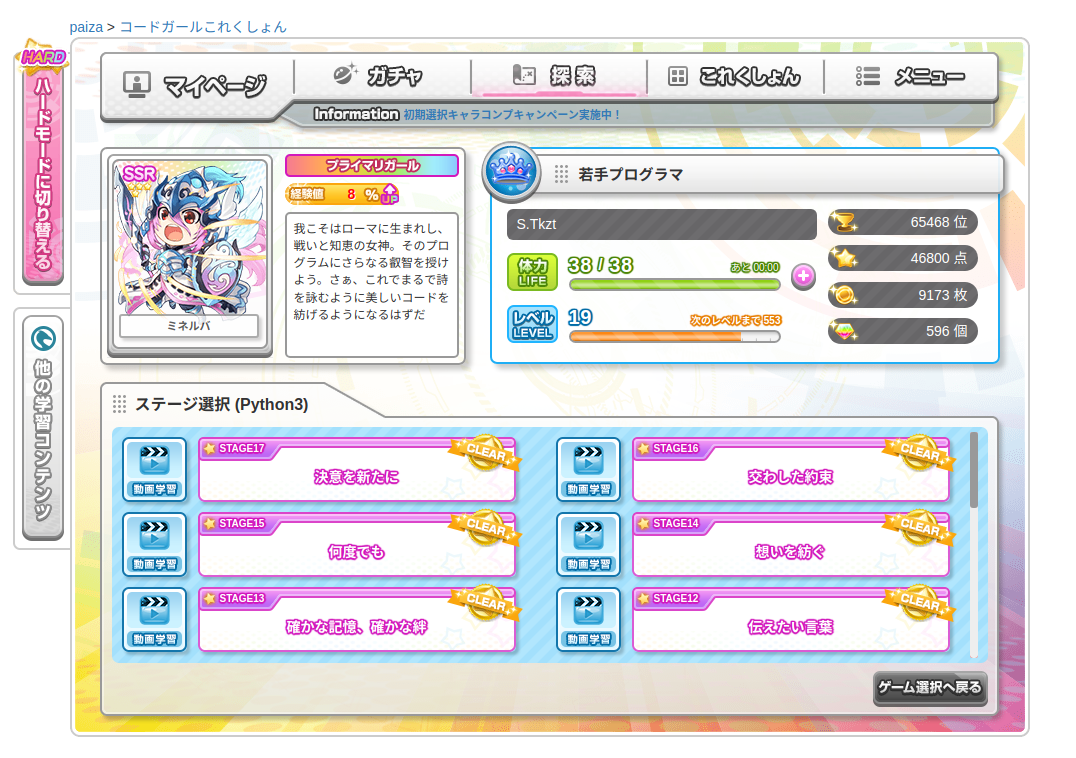 paiza > コードガールこれくしょん
HARD
ハードモードに切り替える
他の学習コンテンツ
マイページ
ガチャ
探索
これくしょん
メニュー
Information 初期選択キャラコンプキャンペーン実施中！
SSR
ミネルバ
プライマリガール
経験値 8 % UP
我こそはローマに生まれし、
戦いと知恵の女神。そのプロ
グラムにさらなる叡智を授け
よう。さぁ、これでまるで詩
を詠むように美しいコードを
紡げるようになるはずだ
若手プログラマ
S.Tkzt
体力 LIFE
38 / 38
あと 00:00
レベル LEVEL
19
次のレベルまで 553
65468 位
46800 点
9173 枚
596 個
ステージ選択 (Python3)
動画学習
STAGE17
決意を新たに
CLEAR
動画学習
STAGE16
交わした約束
CLEAR
動画学習
STAGE15
何度でも
CLEAR
動画学習
STAGE14
想いを紡ぐ
CLEAR
動画学習
STAGE13
確かな記憶、確かな絆
CLEAR
動画学習
STAGE12
伝えたい言葉
CLEAR
ゲーム選択へ戻る